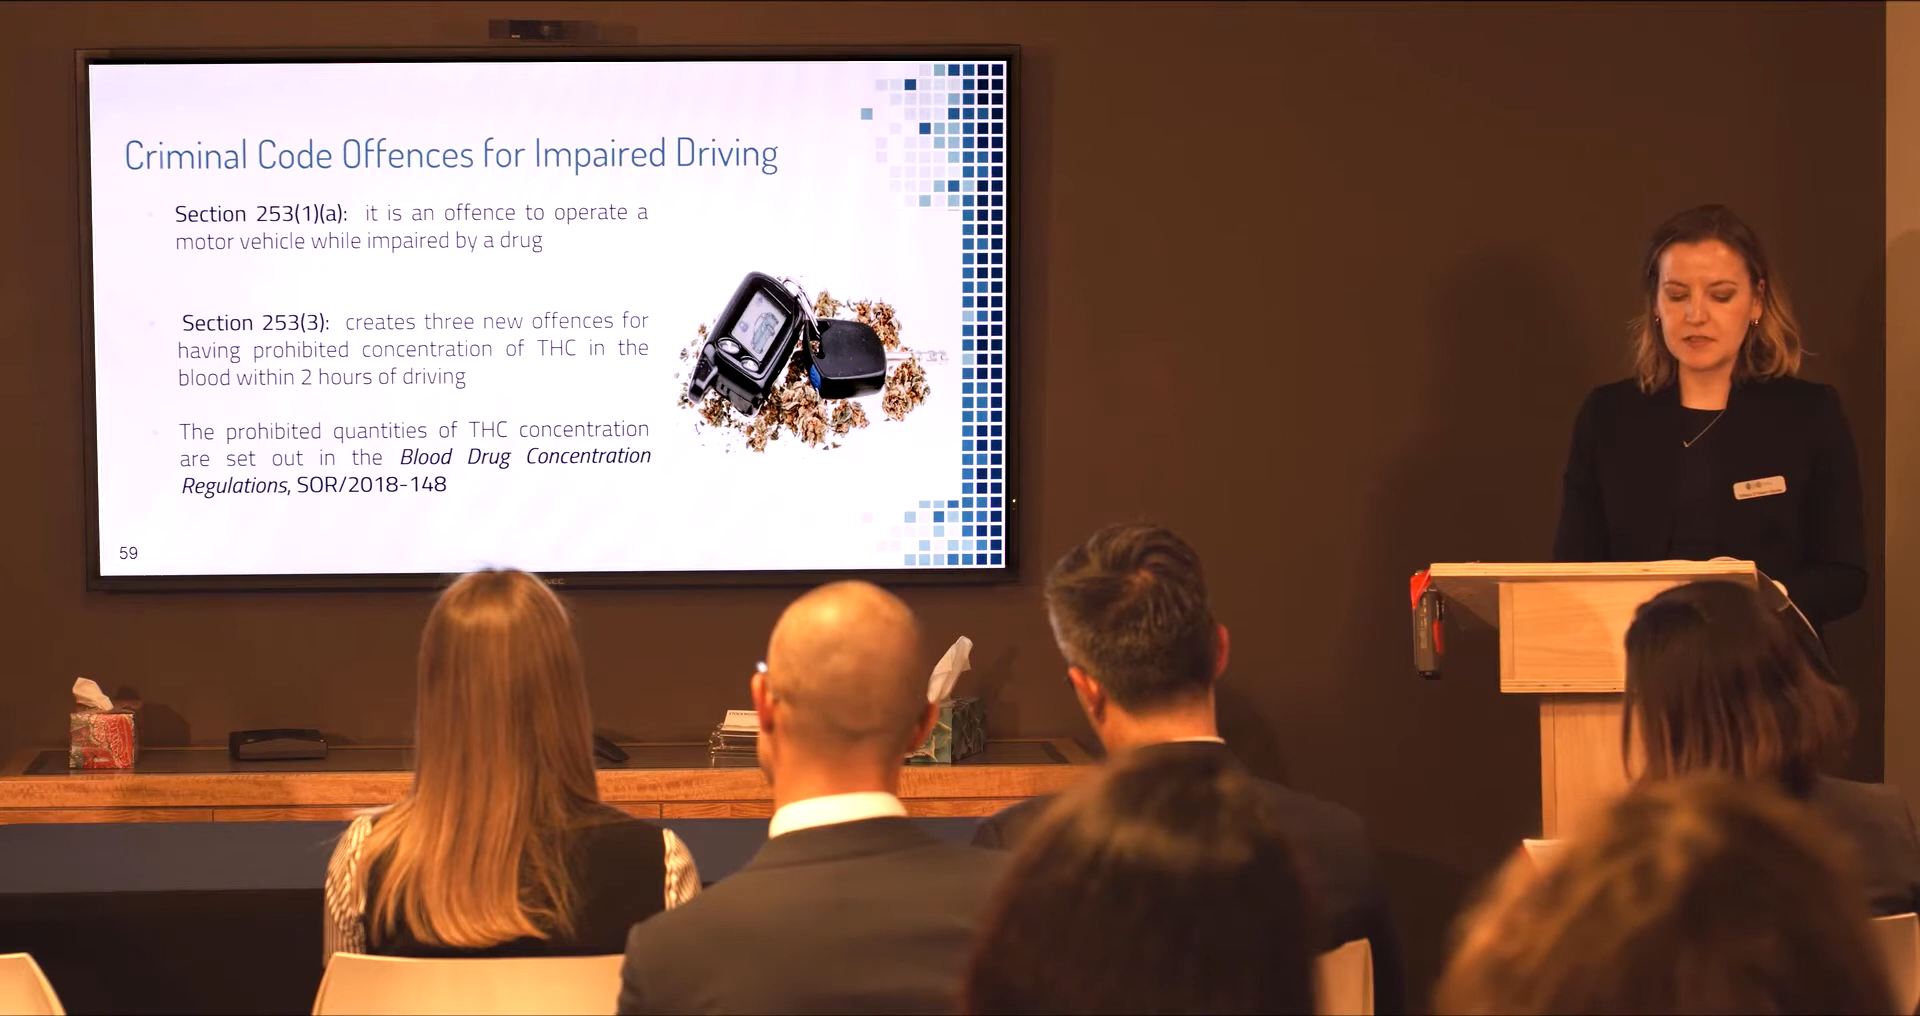 Criminal Code Offences for Impaired Driving
Section 253(1)(a): it is an offence to operate a
motor vehicle while impaired by a drug
Section 253(3): creates three new offences for
having prohibited concentration of THC in the
blood within 2 hours of driving
The prohibited quantities of THC concentration
are set out in the Blood Drug Concentration
Regulations, SOR/2018-148
59
NEC